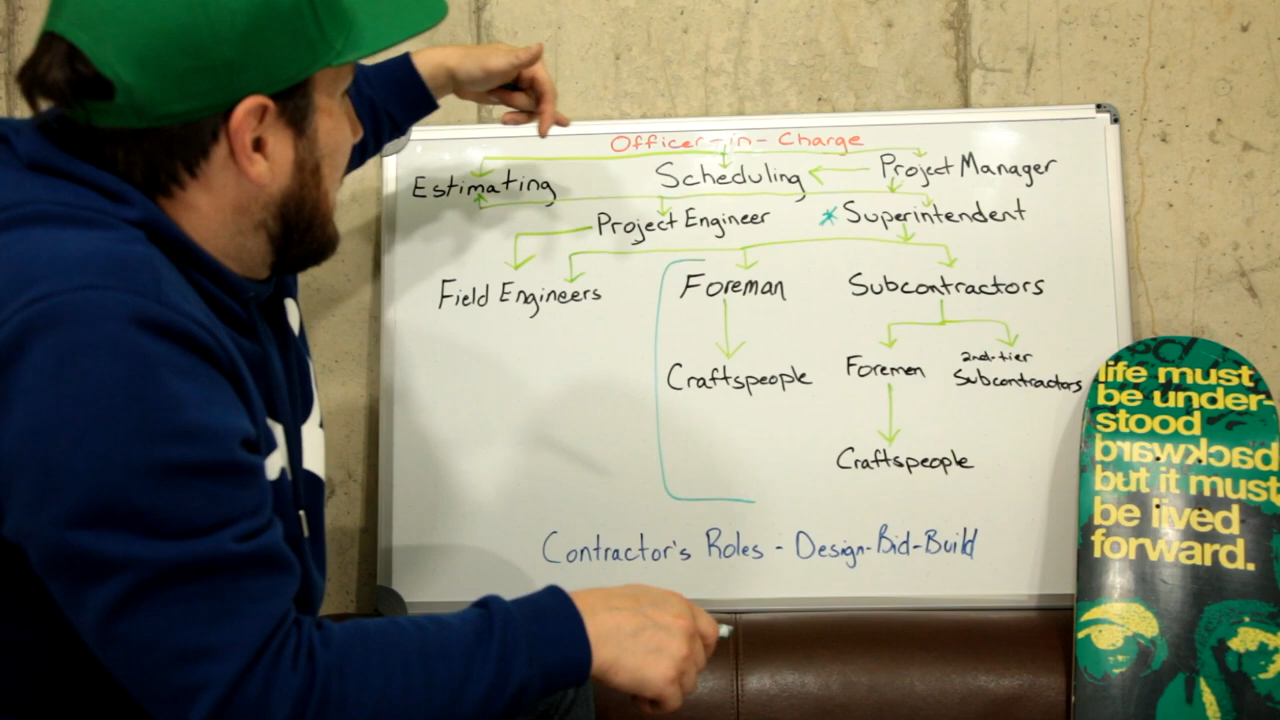 Officer-in-Charge
Estimating
Scheduling
Project Manager
Project Engineer
* Superintendent
Field Engineers
Foreman
Subcontractors
Craftspeople
Foremen
2nd-tier
Subcontractors
Craftspeople
Contractor's Roles - Design-Bid-Build
life must
be under-
stood
backward
but it must
be lived
forward.